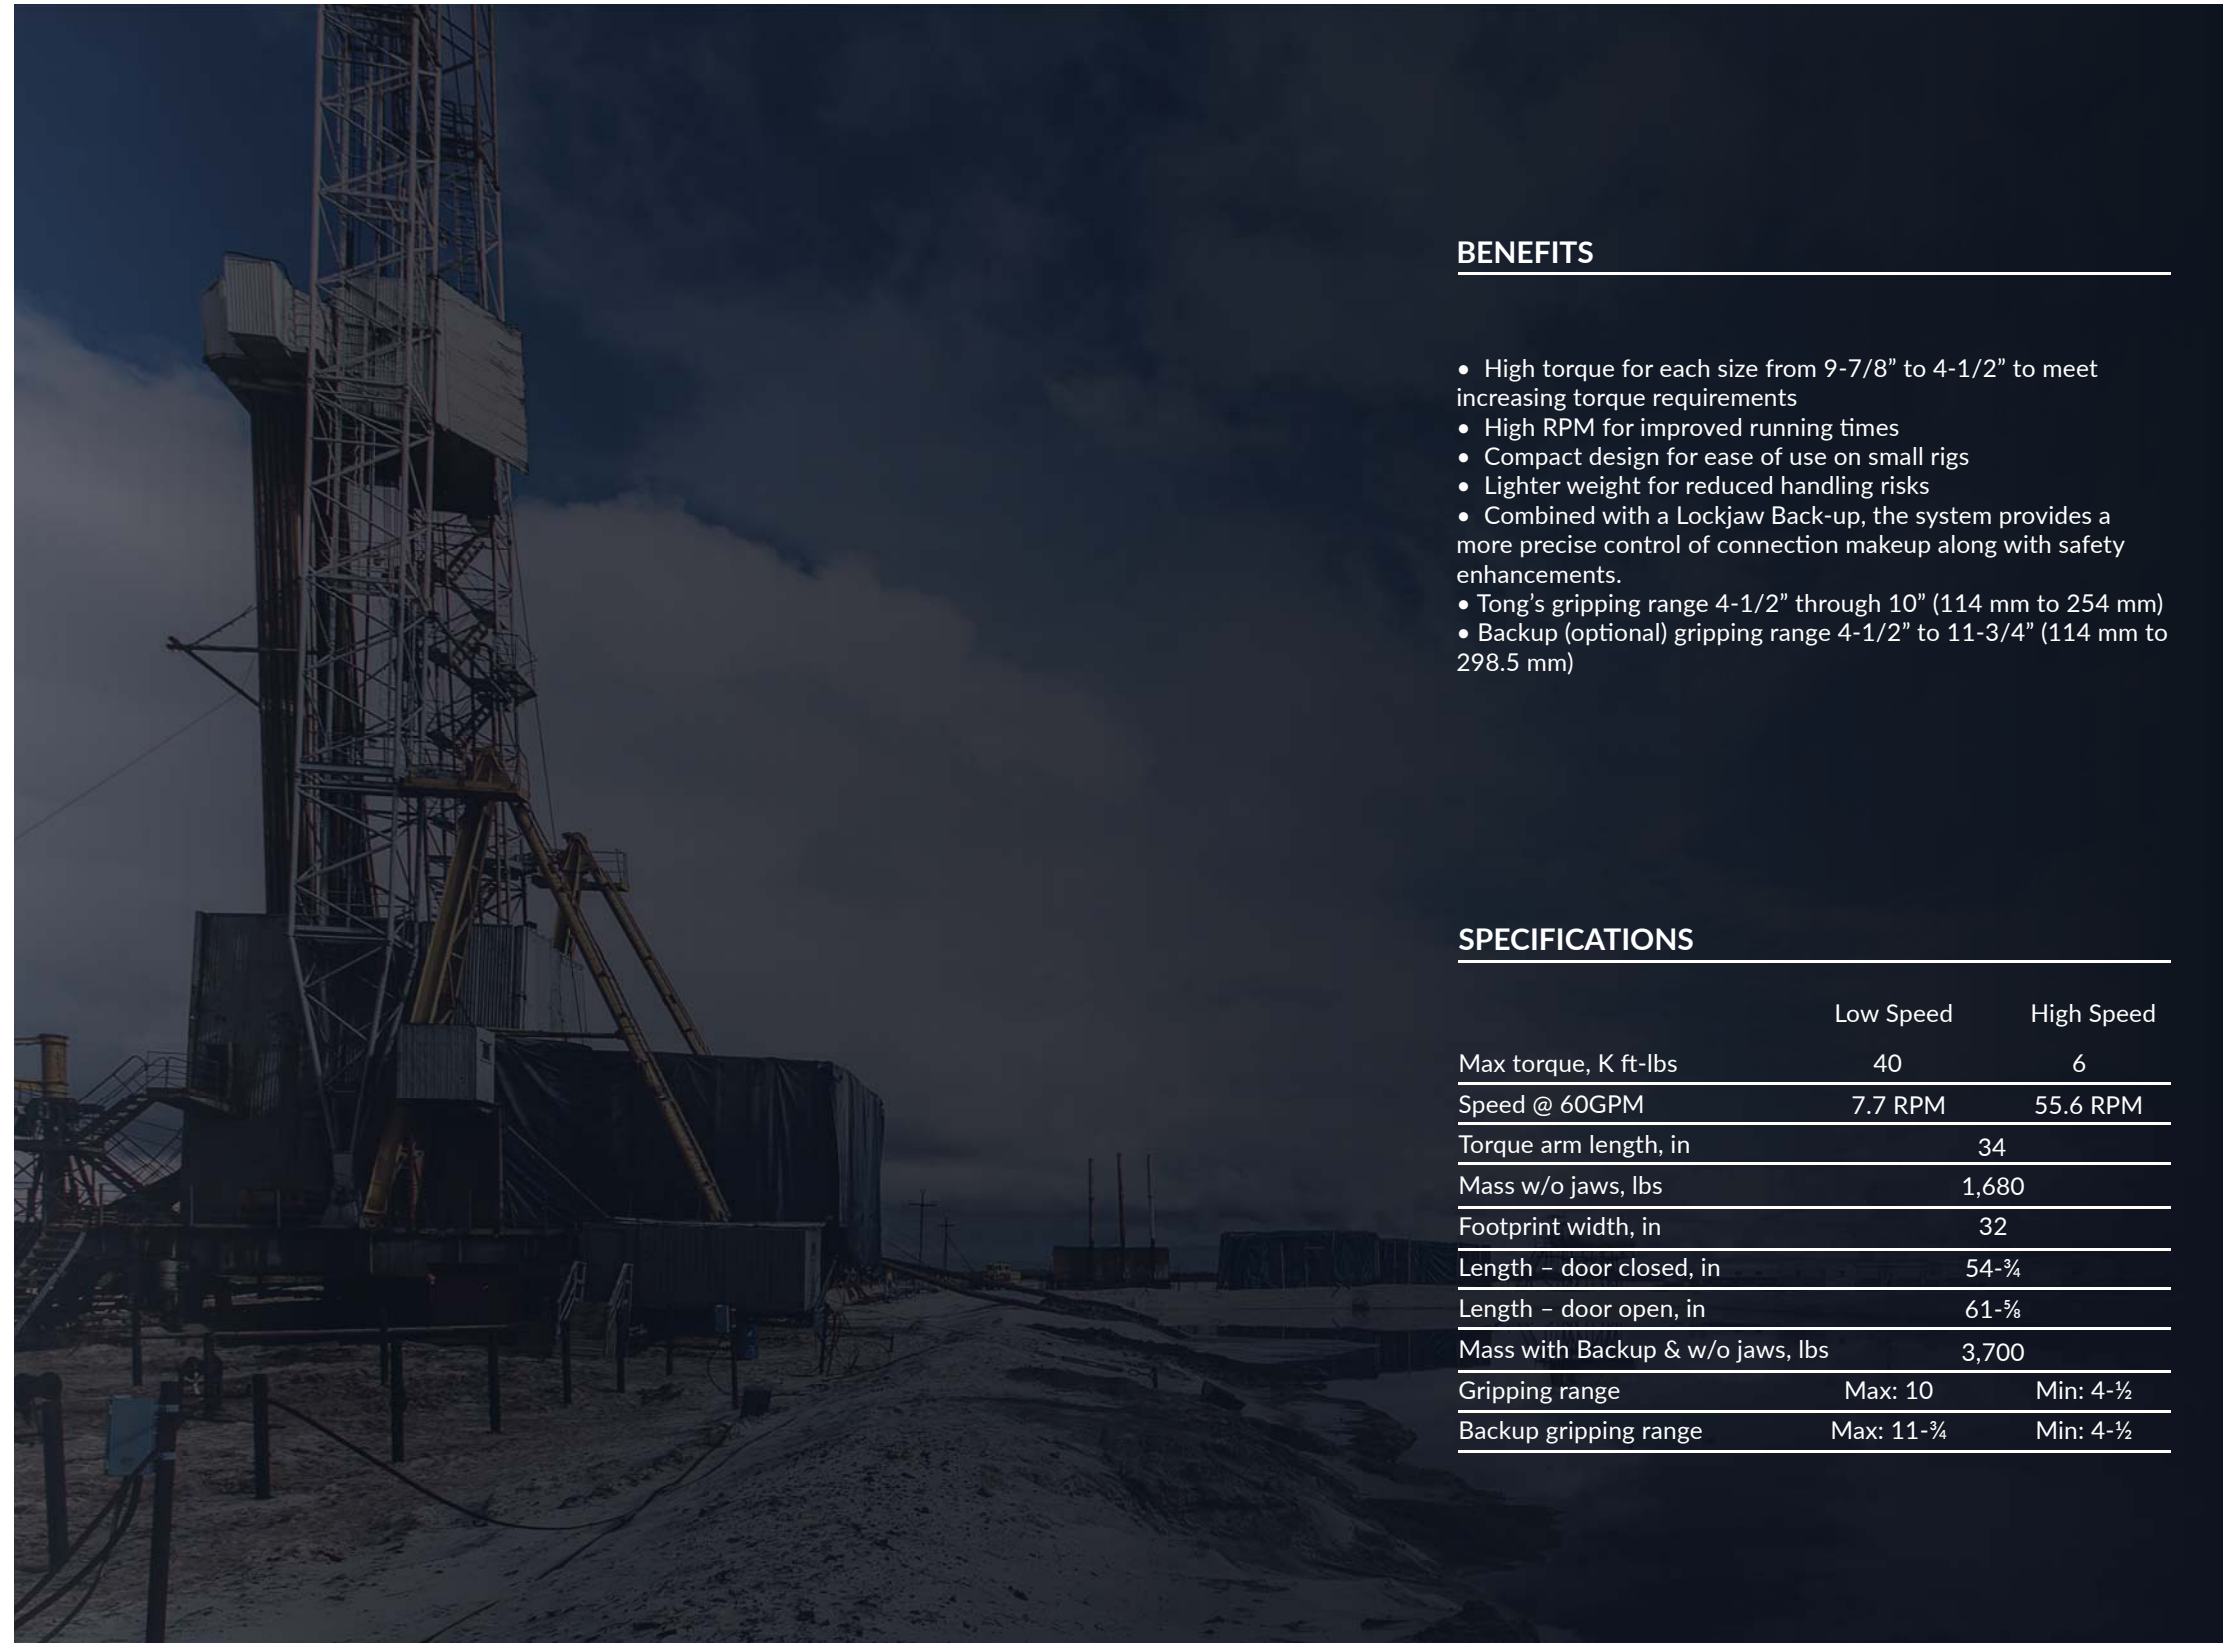 BENEFITS
• High torque for each size from 9-7/8” to 4-1/2” to meet
increasing torque requirements
• High RPM for improved running times
• Compact design for ease of use on small rigs
• Lighter weight for reduced handling risks
• Combined with a Lockjaw Back-up, the system provides a
more precise control of connection makeup along with safety
enhancements.
• Tong’s gripping range 4-1/2” through 10” (114 mm to 254 mm)
• Backup (optional) gripping range 4-1/2” to 11-3/4” (114 mm to
298.5 mm)
SPECIFICATIONS
Low Speed High Speed
Max torque, K ft-lbs 40 6
Speed @ 60GPM 7.7 RPM 55.6 RPM
Torque arm length, in 34
Mass w/o jaws, lbs 1,680
Footprint width, in 32
Length – door closed, in 54-¾
Length – door open, in 61-⅝
Mass with Backup & w/o jaws, lbs 3,700
Gripping range Max: 10 Min: 4-½
Backup gripping range Max: 11-¾ Min: 4-½